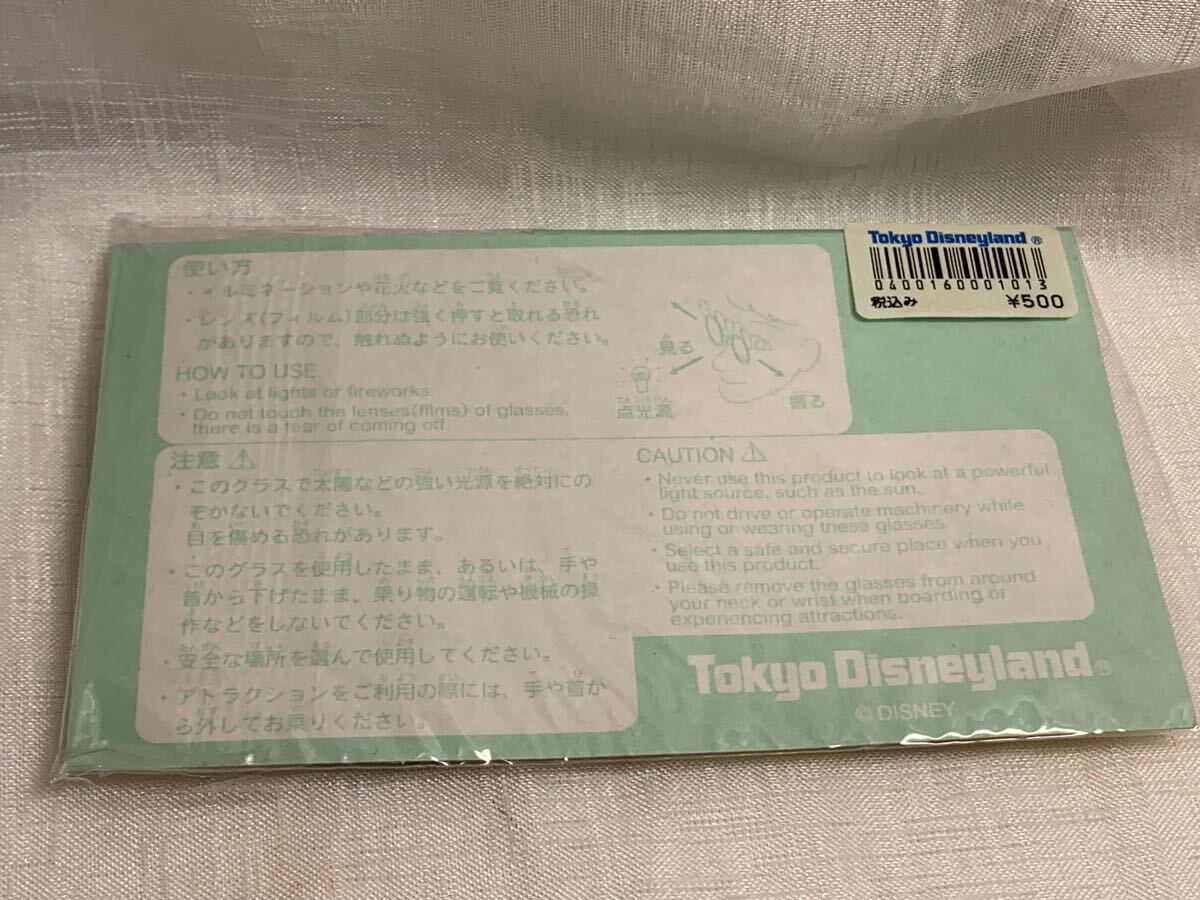 使い方
・イルミネーションや花火などをご覧ください。
・レンズ(フィルム)部分は強く押すと取れる恐れ
がありますので、触れぬようにお使いください。
HOW TO USE
・Look at lights or fireworks.
・Do not touch the lenses(films) of glasses,
there is a fear of coming off.
見る
点光源
てんこうげん
振る
Tokyo Disneyland®
0400160001013
税込み ¥500
注意⚠
・このグラスで太陽などの強い光源を絶対にの
ぞかないでください。
目を傷める恐れがあります。
・このグラスを使用したまま、あるいは、手や
首から下げたまま、乗り物の運転や機械の操
作などをしないでください。
・安全な場所を選んで使用してください。
・アトラクションをご利用の際には、手や首か
ら外してお乗りください。
CAUTION⚠
・Never use this product to look at a powerful
light source, such as the sun.
・Do not drive or operate machinery while
using or wearing these glasses.
・Select a safe and secure place when you
use this product.
・Please remove the glasses from around
your neck or wrist when boarding or
experiencing attractions.
Tokyo Disneyland®
© DISNEY